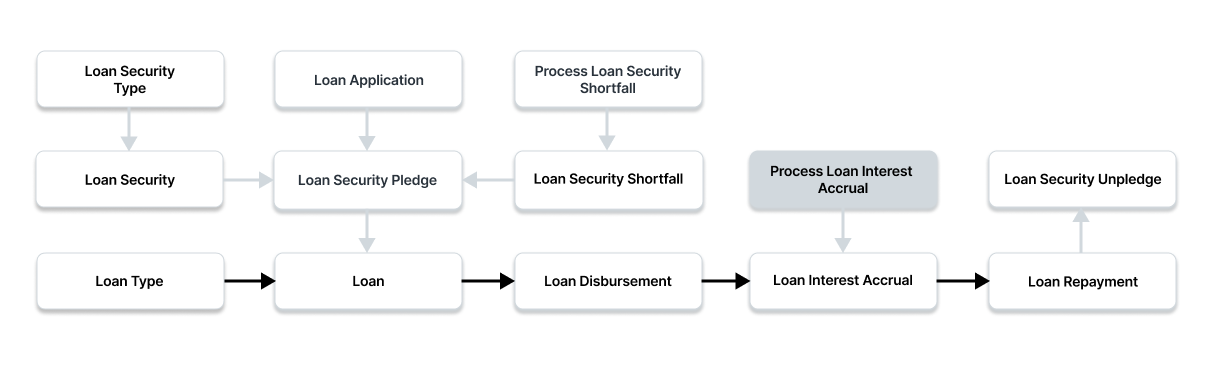 Loan Security
Type
Loan Application
Process Loan Security
Shortfall
Loan Security
Loan Security Pledge
Loan Security Shortfall
Process Loan Interest
Accrual
Loan Security Unpledge
Loan Type
Loan
Loan Disbursement
Loan Interest Accrual
Loan Repayment